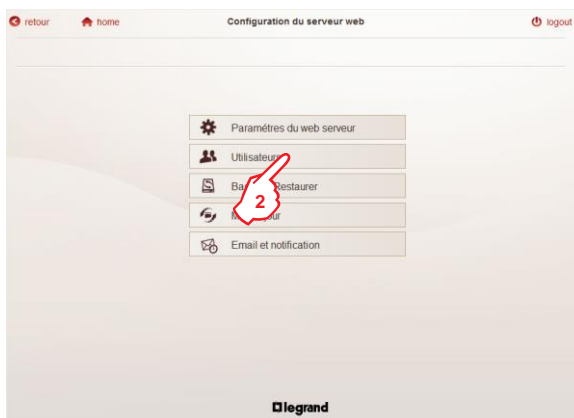 retour home Configuration du serveur web logout
Paramétres du web serveur
Utilisateurs
Restaurer
2
Email et notification
legrand